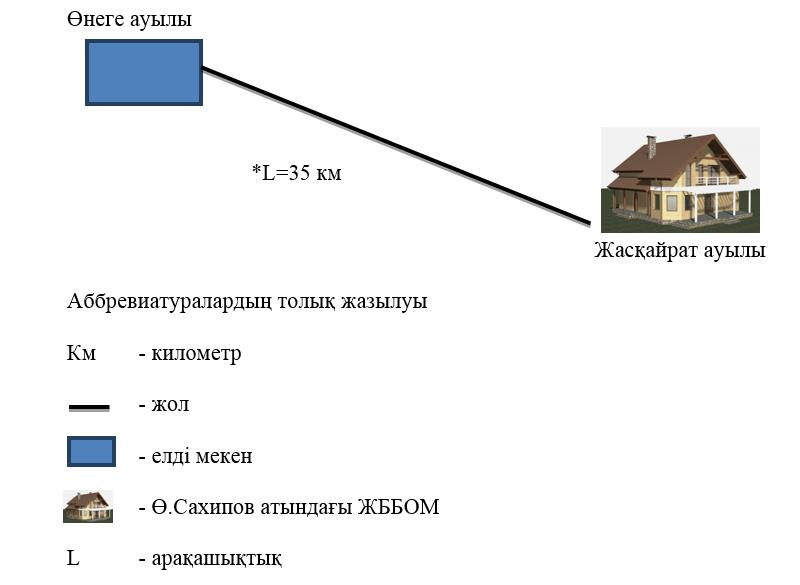 Өнеге ауылы
*L=35 км
Жасқайрат ауылы
Аббревиатуралардың толық жазылуы
Км - километр
- жол
- елді мекен
- Ө.Сахипов атындағы ЖББОМ
L - арақашықтық